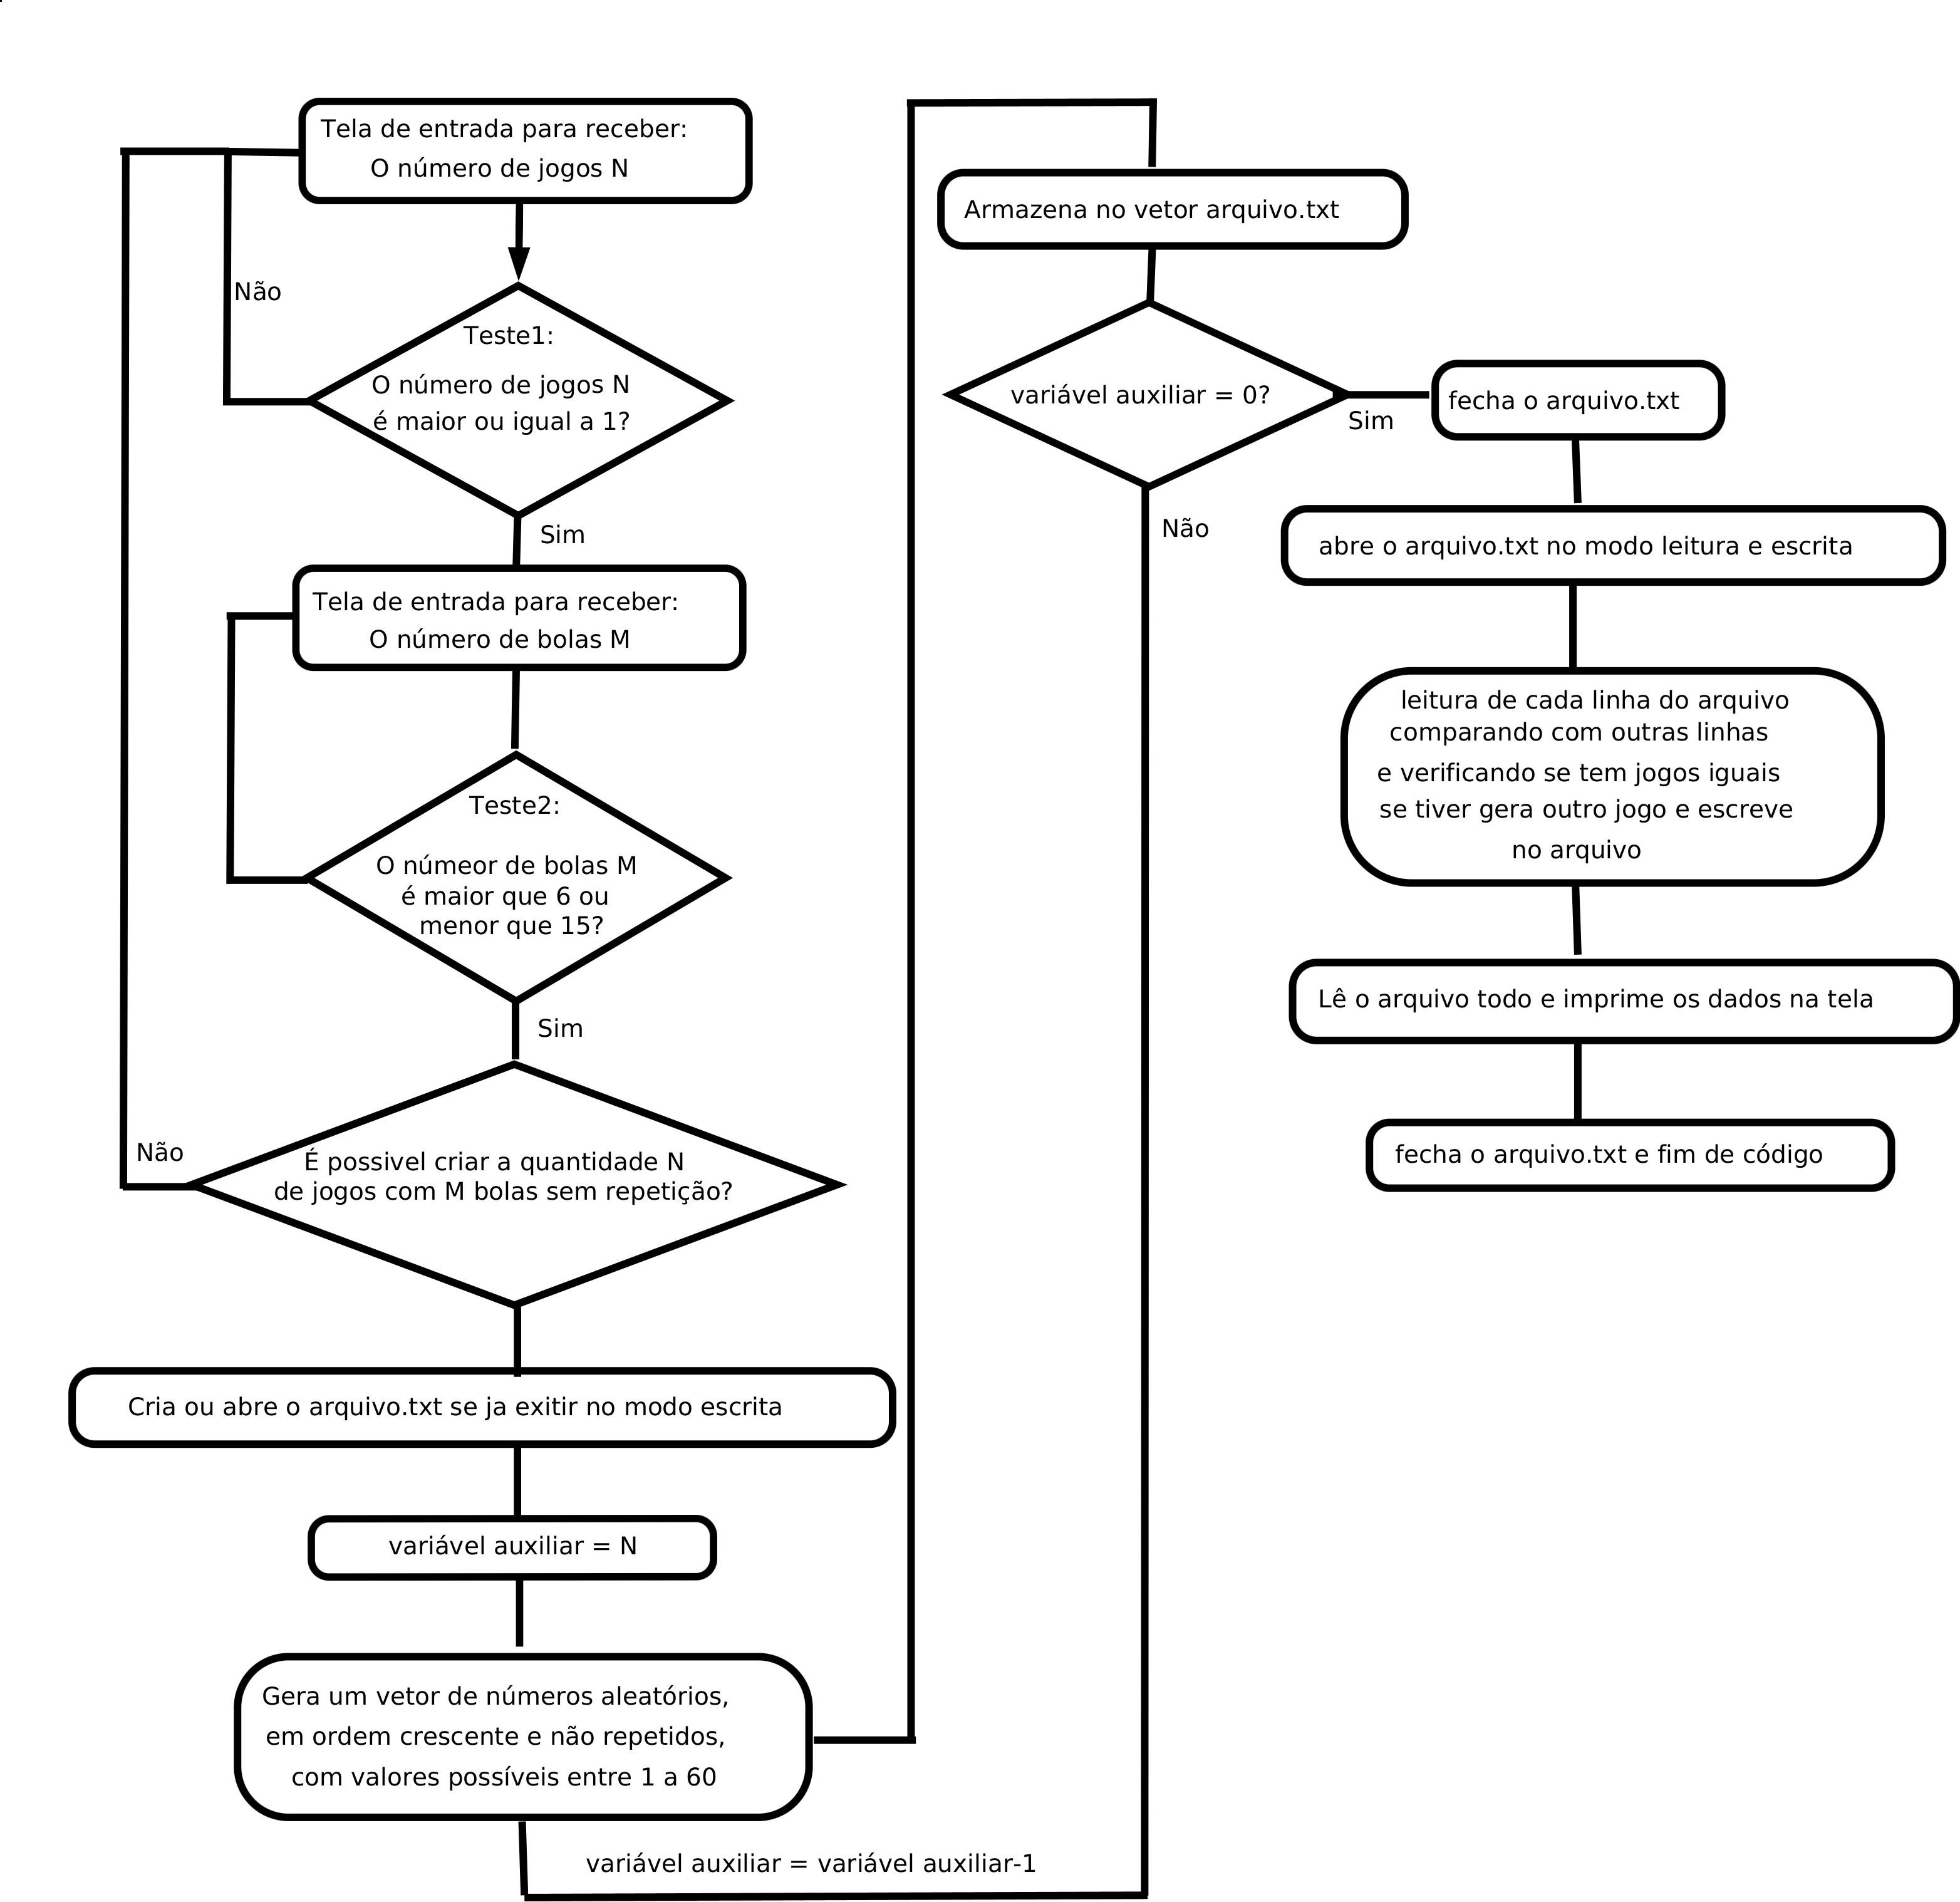 Tela de entrada para receber:
O número de jogos N
Não
Teste1:
O número de jogos N
é maior ou igual a 1?
Sim
Tela de entrada para receber:
O número de bolas M
Teste2:
O númeor de bolas M
é maior que 6 ou
menor que 15?
Sim
Não
É possivel criar a quantidade N
de jogos com M bolas sem repetição?
Cria ou abre o arquivo.txt se ja exitir no modo escrita
variável auxiliar = N
Gera um vetor de números aleatórios,
em ordem crescente e não repetidos,
com valores possíveis entre 1 a 60
variável auxiliar = variável auxiliar-1
Armazena no vetor arquivo.txt
variável auxiliar = 0?
Sim
Não
fecha o arquivo.txt
abre o arquivo.txt no modo leitura e escrita
leitura de cada linha do arquivo
comparando com outras linhas
e verificando se tem jogos iguais
se tiver gera outro jogo e escreve
no arquivo
Lê o arquivo todo e imprime os dados na tela
fecha o arquivo.txt e fim de código